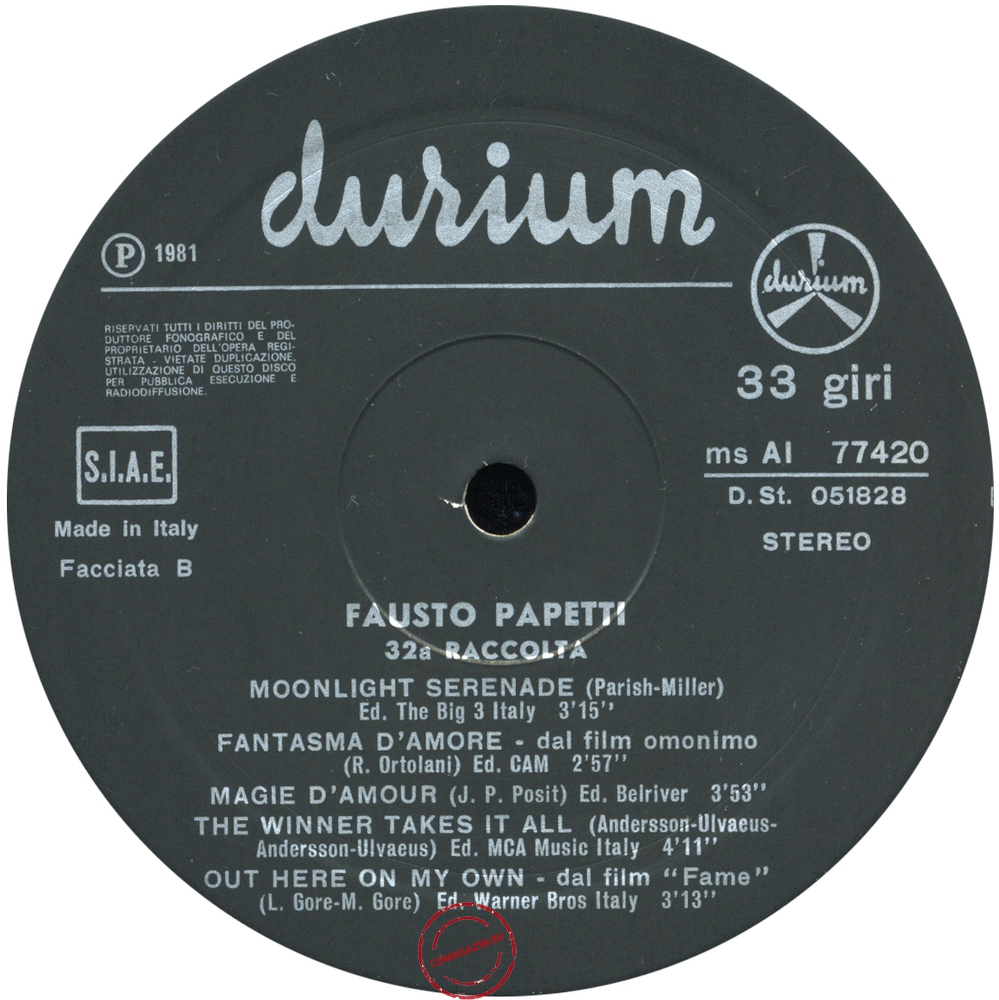 durium
P 1981
durium
RISERVATI TUTTI I DIRITTI DEL PRO-
DUTTORE FONOGRAFICO E DEL
PROPRIETARIO DELL'OPERA REGI-
STRATA - VIETATE DUPLICAZIONE,
UTILIZZAZIONE DI QUESTO DISCO
PER PUBBLICA ESECUZIONE E
RADIODIFFUSIONE.
33 giri
S.I.A.E.
ms AI 77420
D. St. 051828
Made in Italy
STEREO
Facciata B
FAUSTO PAPETTI
32a RACCOLTA
MOONLIGHT SERENADE (Parish-Miller)
Ed. The Big 3 Italy 3'15''
FANTASMA D'AMORE - dal film omonimo
(R. Ortolani) Ed. CAM 2'57''
MAGIE D'AMOUR (J. P. Posit) Ed. Belriver 3'53''
THE WINNER TAKES IT ALL (Andersson-Ulvaeus-
Andersson-Ulvaeus) Ed. MCA Music Italy 4'11''
OUT HERE ON MY OWN - dal film "Fame"
(L. Gore-M. Gore) Ed. Warner Bros Italy 3'13''